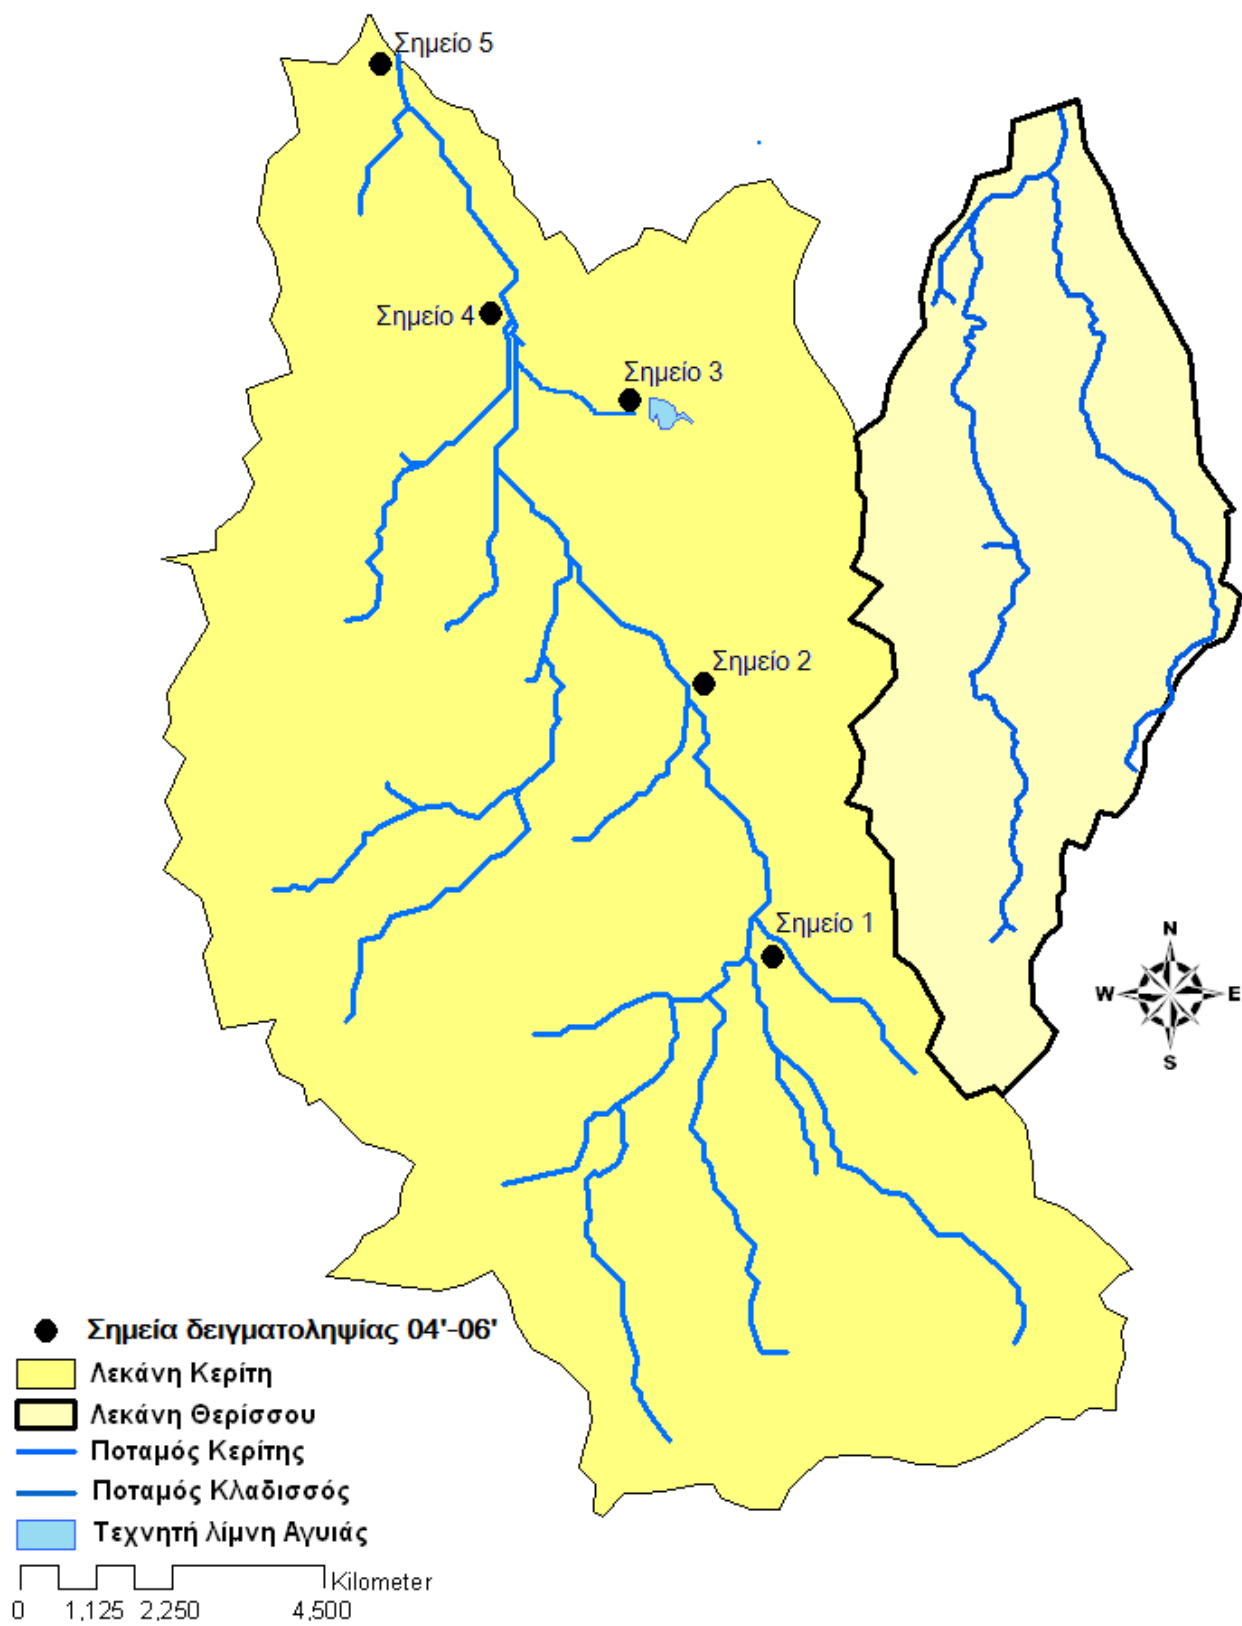 Σημείο 5
Σημείο 4
Σημείο 3
Σημείο 2
Σημείο 1
N
W E
S
Σημεία δειγματοληψίας 04'-06'
Λεκάνη Κερίτη
Λεκάνη Θερίσσου
Ποταμός Κερίτης
Ποταμός Κλαδισσός
Τεχνητή λίμνη Αγυιάς
Kilometer
0 1,125 2,250 4,500